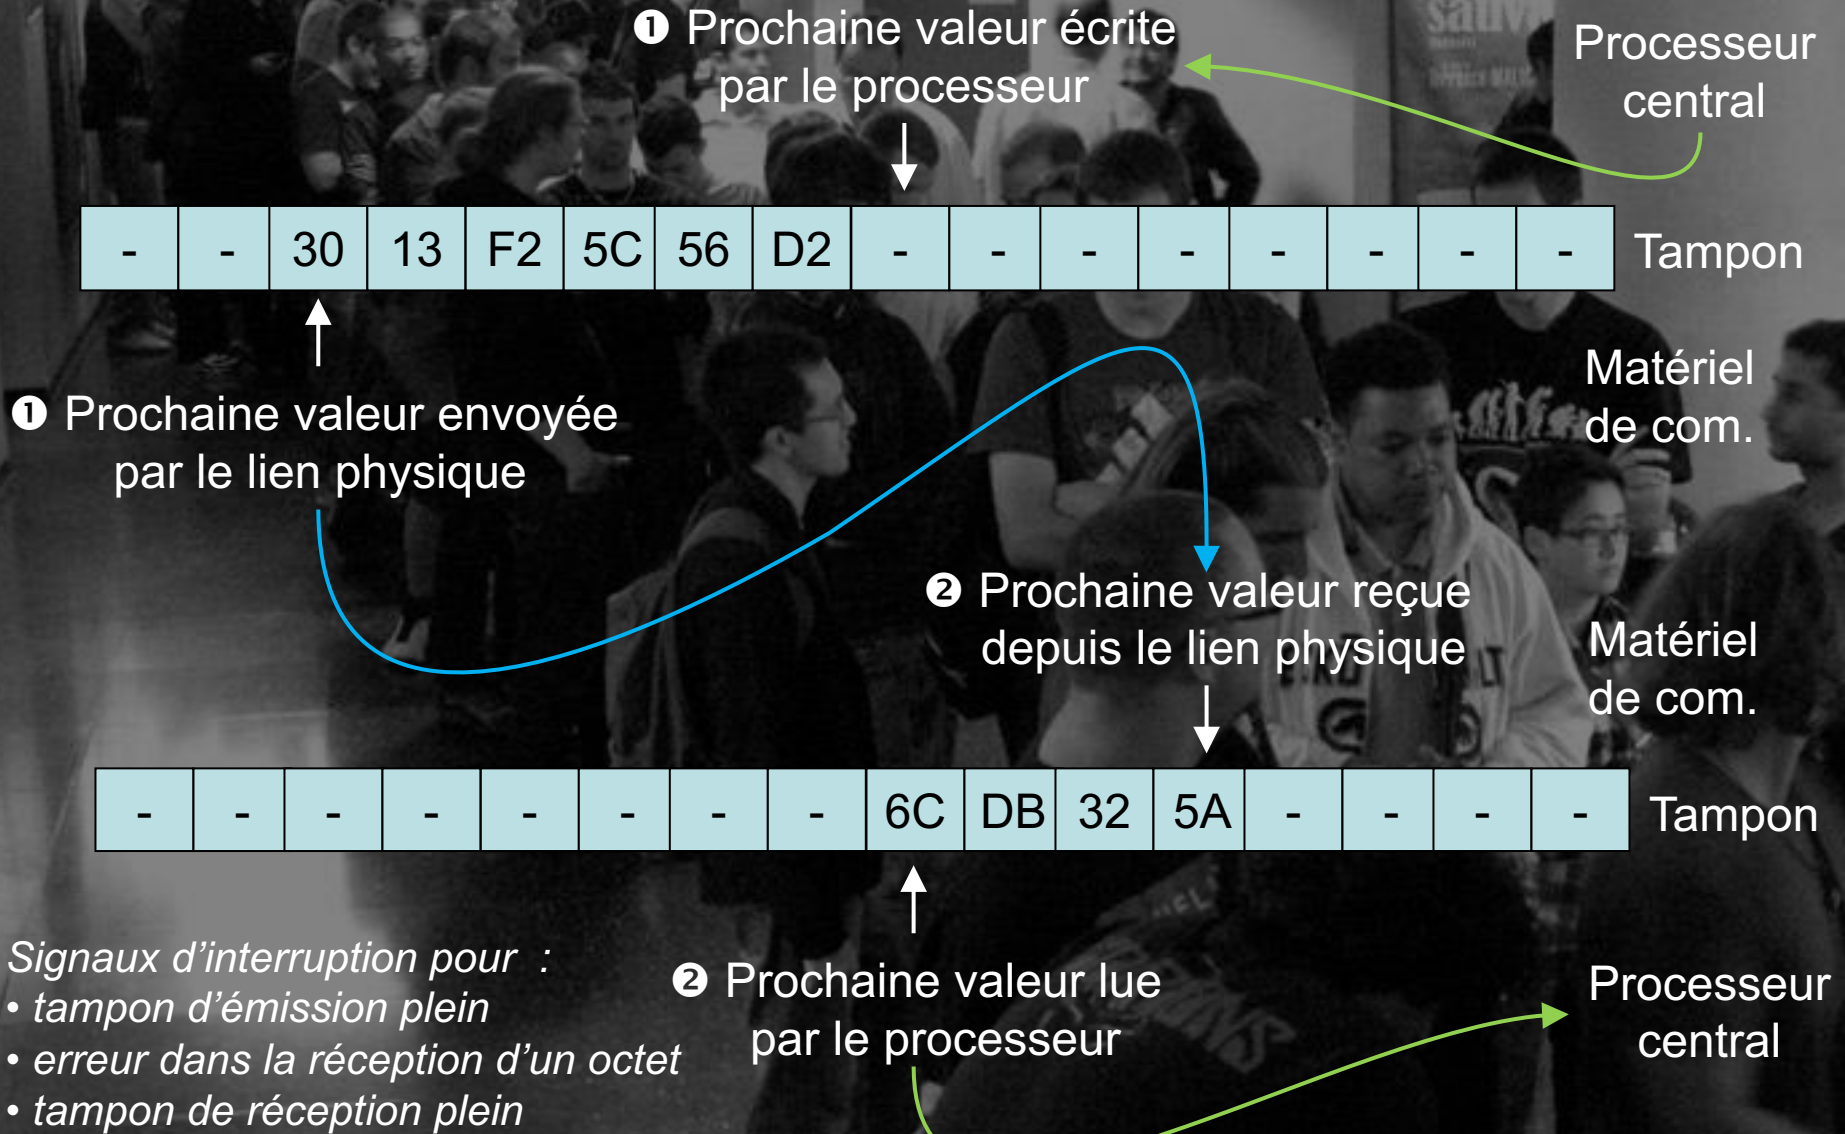 ❶ Prochaine valeur écrite
par le processeur
Processeur
central
- - 30 13 F2 5C 56 D2 - - - - - - - -
Tampon
❶ Prochaine valeur envoyée
par le lien physique
Matériel
de com.
❷ Prochaine valeur reçue
depuis le lien physique
Matériel
de com.
- - - - - - - - 6C DB 32 5A - - - -
Tampon
Signaux d’interruption pour :
• tampon d’émission plein
• erreur dans la réception d’un octet
• tampon de réception plein
❷ Prochaine valeur lue
par le processeur
Processeur
central